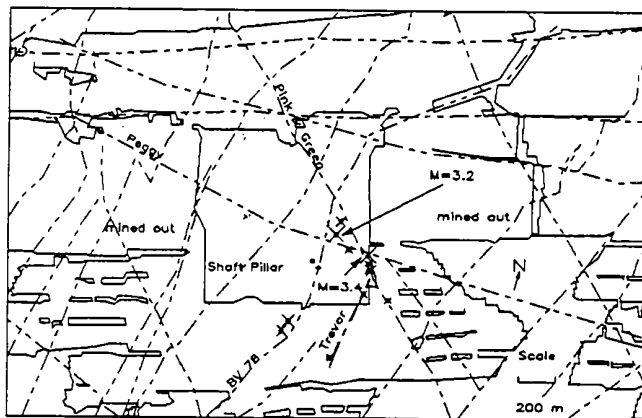 Pink
Green
Peggy
M=3.2
mined out
mined out
Shaft Pillar
N
M=3.4
Trevor
BV 78
Scale
200 m